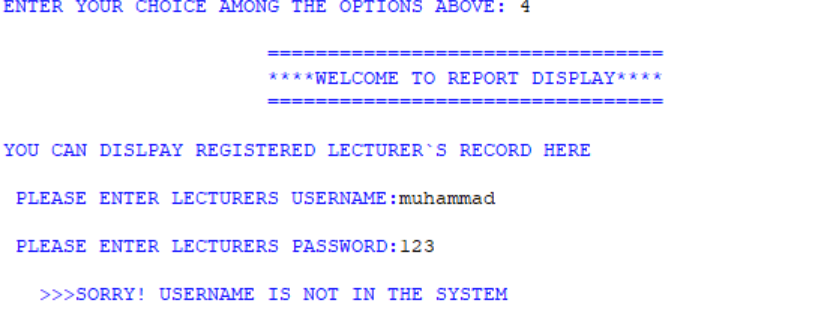 ENTER YOUR CHOICE AMONG THE OPTIONS ABOVE: 4
=================================
****WELCOME TO REPORT DISPLAY****
=================================
YOU CAN DISLPAY REGISTERED LECTURER`S RECORD HERE
PLEASE ENTER LECTURERS USERNAME:muhammad
PLEASE ENTER LECTURERS PASSWORD:123
>>>SORRY! USERNAME IS NOT IN THE SYSTEM